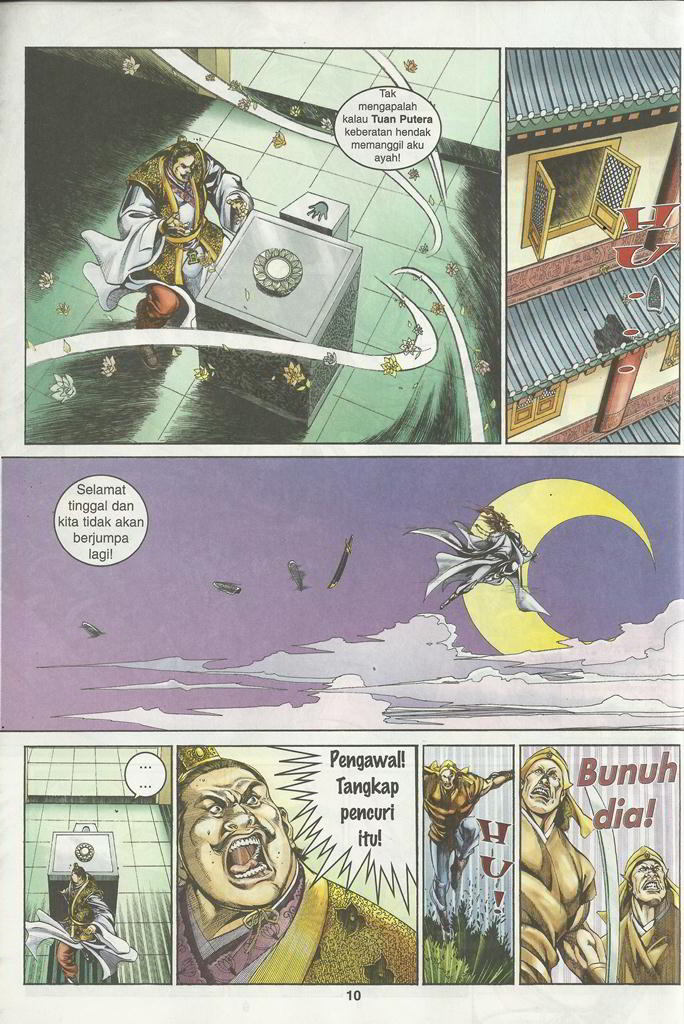 Tak
mengapalah
kalau Tuan Putera
keberatan hendak
memanggil aku
ayah!
HU
Selamat
tinggal dan
kita tidak akan
berjumpa
lagi!
...
...
Pengawal!
Tangkap
pencuri
itu!
HU!
Bunuh
dia!
10